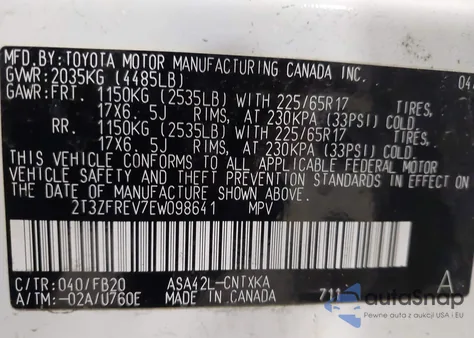 MFD.BY: TOYOTA MOTOR MANUFACTURING CANADA INC. 04
GVWR: 2035KG (4485LB)
GAWR: FRT. 1150KG (2535LB) WITH 225/65R17 TIRES,
17X6.5J RIMS, AT 230KPA (33PSI) COLD
RR. 1150KG (2535LB) WITH 225/65R17 TIRES,
17X6.5J RIMS, AT 230KPA (33PSI) COLD.
THIS VEHICLE CONFORMS TO ALL APPLICABLE FEDERAL MOTOR
VEHICLE SAFETY AND THEFT PREVENTION STANDARDS IN EFFECT ON
THE DATE OF MANUFACTURE SHOWN ABOVE.
2T3ZFREV7EW098641 MPV
C/TR: 040/FB20 ASA42L-CNTXKA A
A/TM: -02A/U760E MADE IN CANADA 711
autoSnap
Aukcje pojazdów z USA i EU